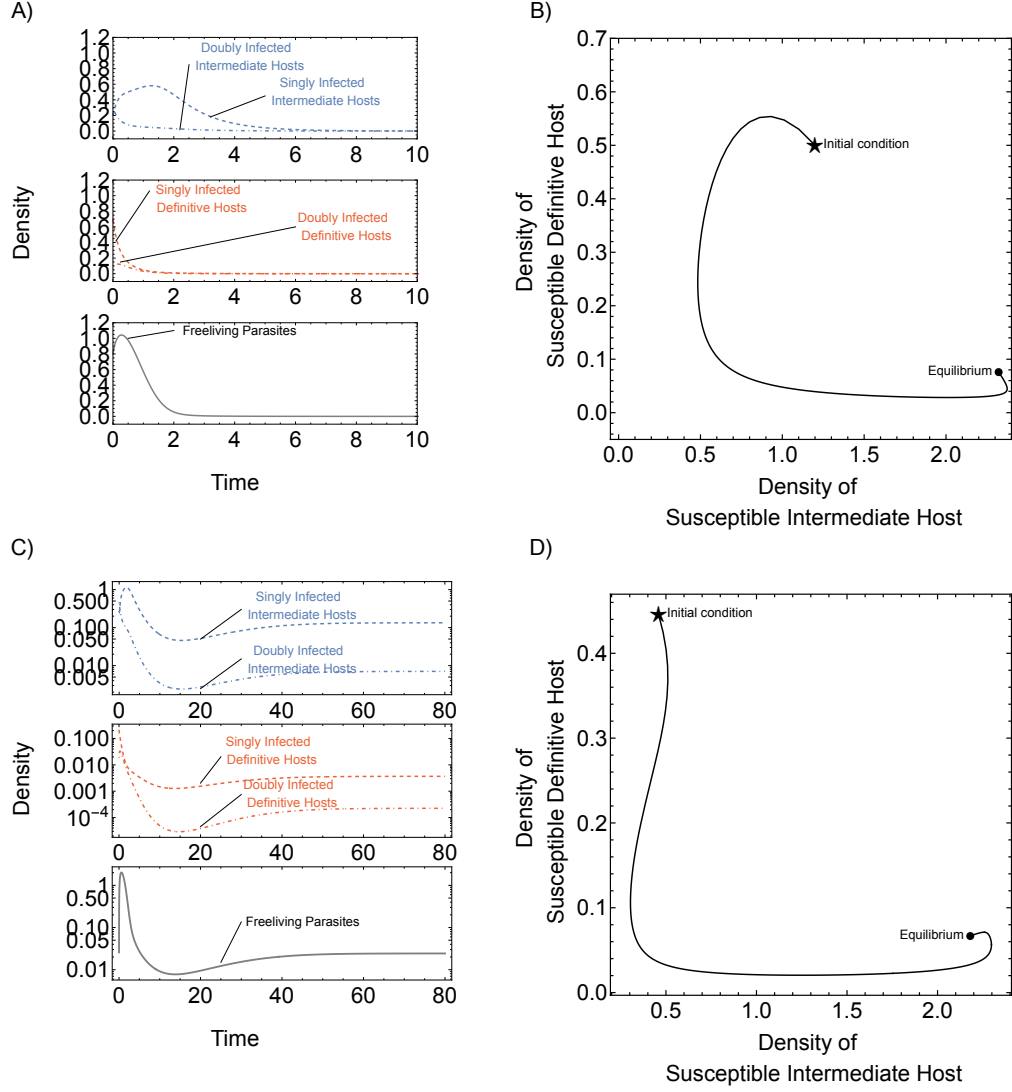 A)
1.2
1.0
0.8
0.6
0.4
0.2
0.0
Doubly Infected
Intermediate Hosts
Singly Infected
Intermediate Hosts
0 2 4 6 8 10
1.2
1.0
0.8
0.6
0.4
0.2
0.0
Singly Infected
Definitive Hosts
Doubly Infected
Definitive Hosts
0 2 4 6 8 10
Density
1.2
1.0
0.8
0.6
0.4
0.2
0.0
Freeliving Parasites
0 2 4 6 8 10
Time
B)
0.7
0.6
0.5
0.4
0.3
0.2
0.1
0.0
Density of
Susceptible Definitive Host
Initial condition
Equilibrium
0.0 0.5 1.0 1.5 2.0
Density of
Susceptible Intermediate Host
C)
1
0.500
0.100
0.050
0.010
0.005
Singly Infected
Intermediate Hosts
Doubly Infected
Intermediate Hosts
0 20 40 60 80
0.100
0.010
0.001
10⁻⁴
Singly Infected
Definitive Hosts
Doubly Infected
Definitive Hosts
0 20 40 60 80
Density
1
0.50
0.10
0.05
0.01
Freeliving Parasites
0 20 40 60 80
Time
D)
0.4
0.3
0.2
0.1
0.0
Density of
Susceptible Definitive Host
Initial condition
Equilibrium
0.5 1.0 1.5 2.0
Density of
Susceptible Intermediate Host